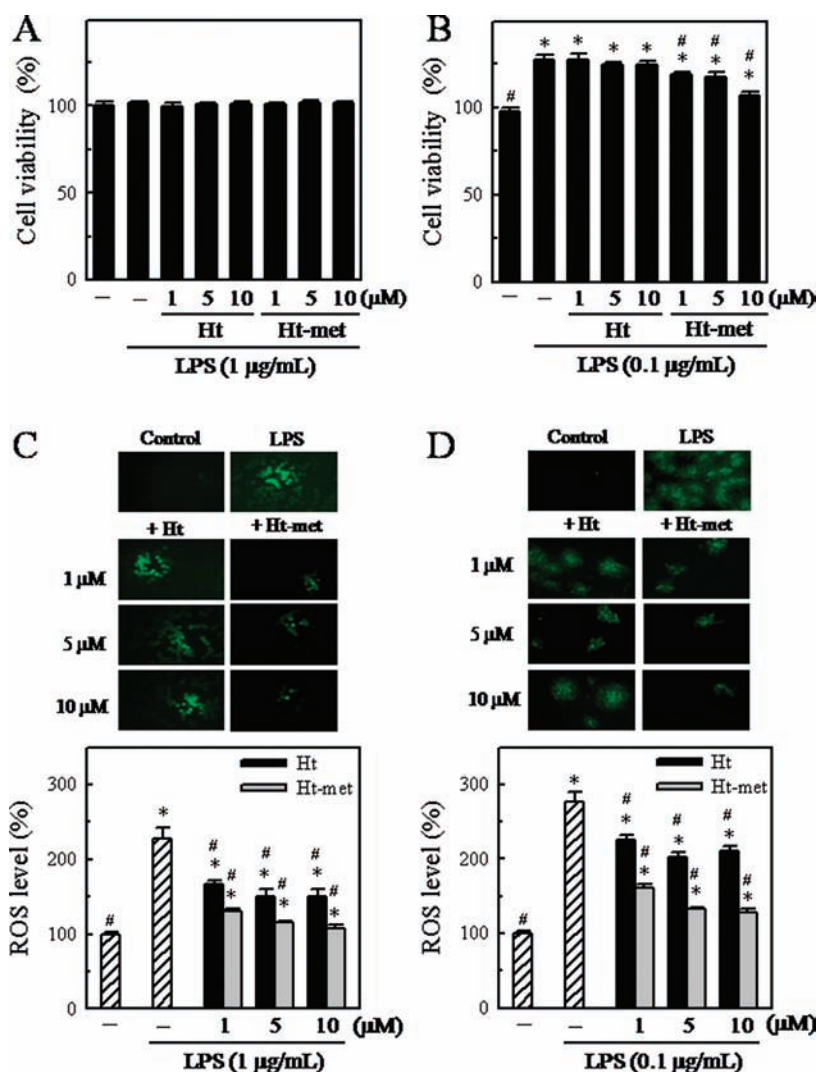 A
Cell viability (%)
100
50
0
— — 1 5 10 1 5 10 (μM)
Ht Ht-met
LPS (1 μg/mL)
B
Cell viability (%)
100
50
0
# * * * * # * # * # *
— — 1 5 10 1 5 10 (μM)
Ht Ht-met
LPS (0.1 μg/mL)
C
Control LPS
+ Ht + Ht-met
1 μM
5 μM
10 μM
ROS level (%)
300
200
100
0
Ht
Ht-met
# * # * # * # * # * # * # *
— — 1 5 10 (μM)
LPS (1 μg/mL)
D
Control LPS
+ Ht + Ht-met
1 μM
5 μM
10 μM
ROS level (%)
300
200
100
0
Ht
Ht-met
# * # * # * # * # * # * # *
— — 1 5 10 (μM)
LPS (0.1 μg/mL)